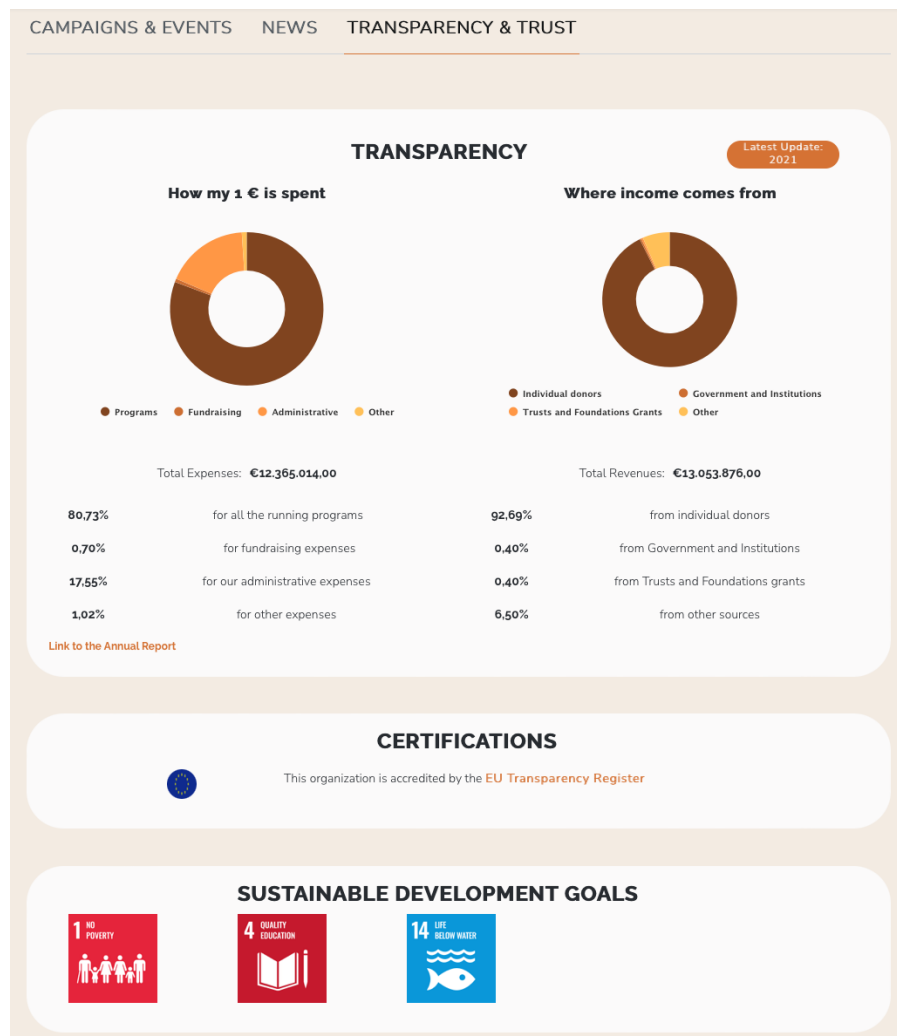 CAMPAIGNS & EVENTS NEWS TRANSPARENCY & TRUST
TRANSPARENCY
Latest Update:
2021
How my 1 € is spent
Programs Fundraising Administrative Other
Total Expenses: €12.365.014,00
80,73% for all the running programs
0,70% for fundraising expenses
17,55% for our administrative expenses
1,02% for other expenses
Link to the Annual Report
Where income comes from
Individual donors Government and Institutions
Trusts and Foundations Grants Other
Total Revenues: €13.053.876,00
92,69% from individual donors
0,40% from Government and Institutions
0,40% from Trusts and Foundations grants
6,50% from other sources
CERTIFICATIONS
This organization is accredited by the EU Transparency Register
SUSTAINABLE DEVELOPMENT GOALS
1 NO
POVERTY
4 QUALITY
EDUCATION
14 LIFE
BELOW WATER